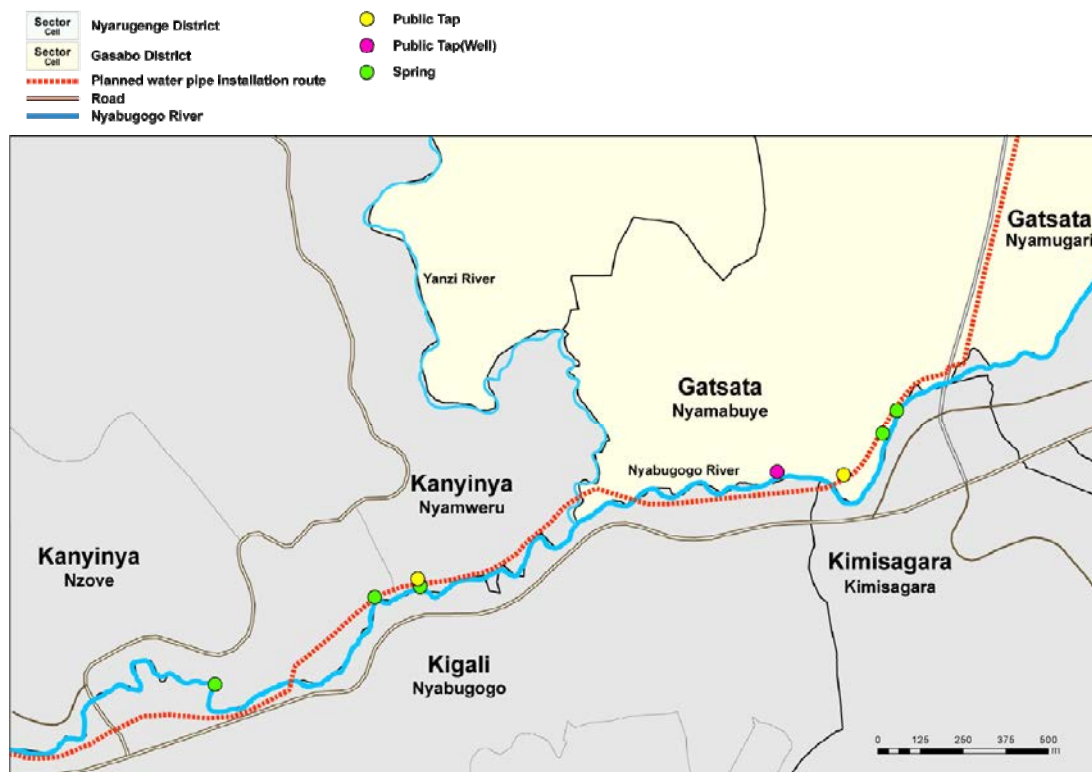 Sector
Cell
Nyarugenge District
Sector
Cell
Gasabo District
Planned water pipe installation route
Road
Nyabugogo River
Public Tap
Public Tap(Well)
Spring
Gatsata
Nyamugari
Yanzi River
Gatsata
Nyamabuye
Nyabugogo River
Kanyinya
Nyamweru
Kanyinya
Nzove
Kimisagara
Kimisagara
Kigali
Nyabugogo
0 125 250 375 500
m